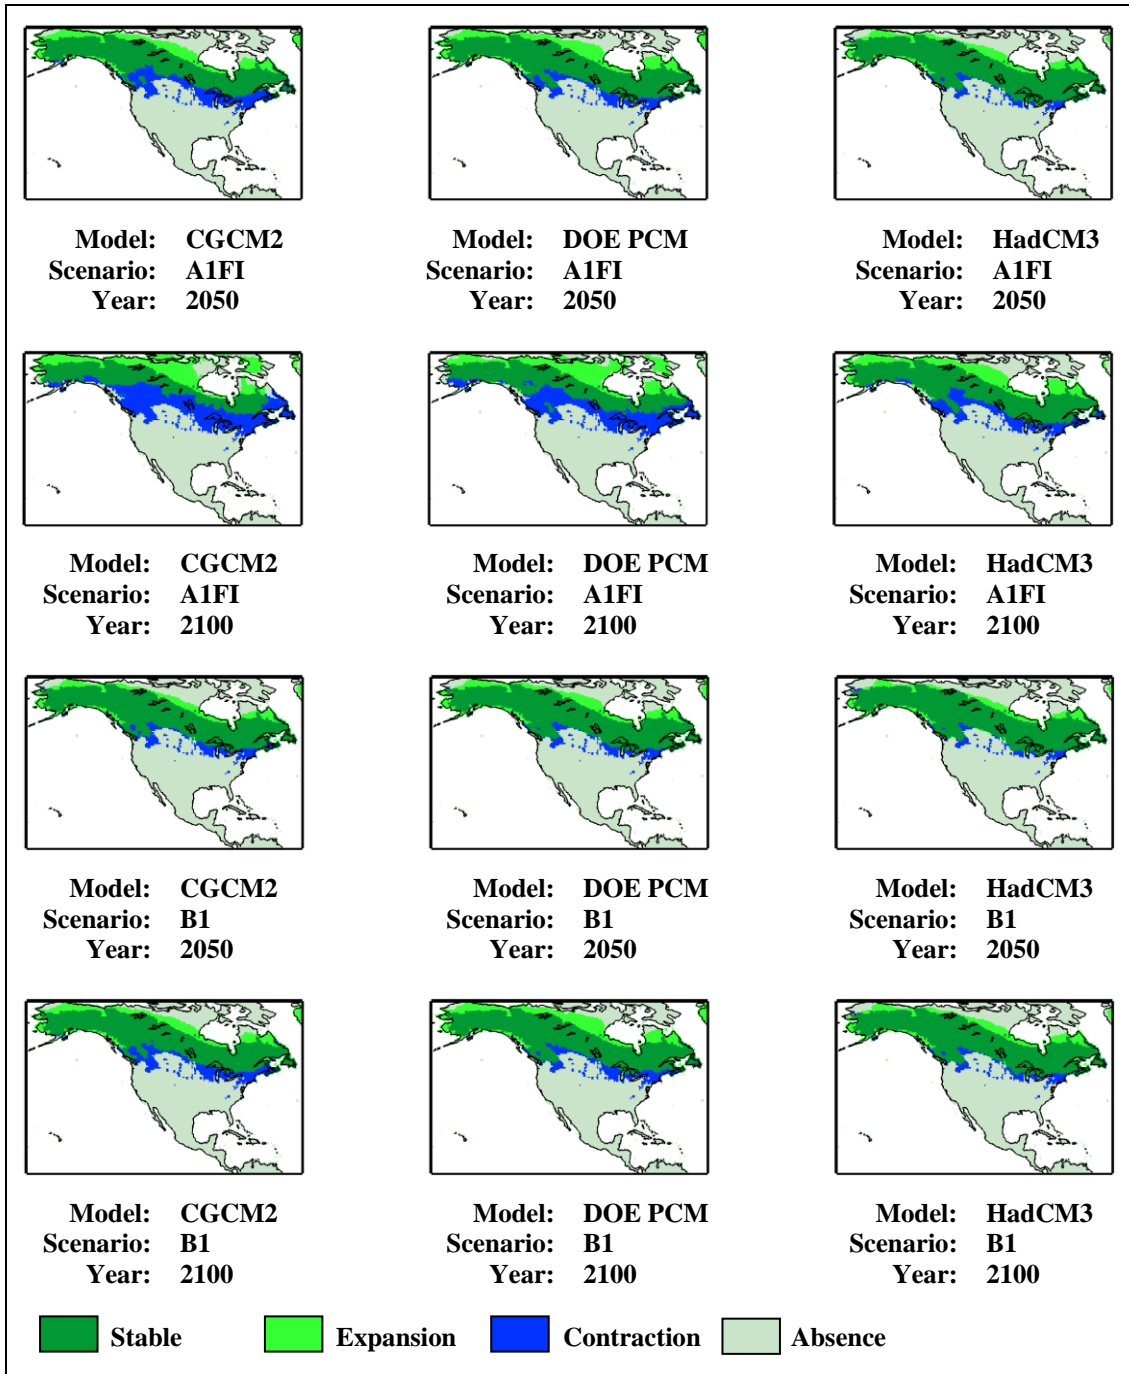 Model: CGCM2
Scenario: A1FI
Year: 2050
Model: DOE PCM
Scenario: A1FI
Year: 2050
Model: HadCM3
Scenario: A1FI
Year: 2050
Model: CGCM2
Scenario: A1FI
Year: 2100
Model: DOE PCM
Scenario: A1FI
Year: 2100
Model: HadCM3
Scenario: A1FI
Year: 2100
Model: CGCM2
Scenario: B1
Year: 2050
Model: DOE PCM
Scenario: B1
Year: 2050
Model: HadCM3
Scenario: B1
Year: 2050
Model: CGCM2
Scenario: B1
Year: 2100
Model: DOE PCM
Scenario: B1
Year: 2100
Model: HadCM3
Scenario: B1
Year: 2100
Stable Expansion Contraction Absence